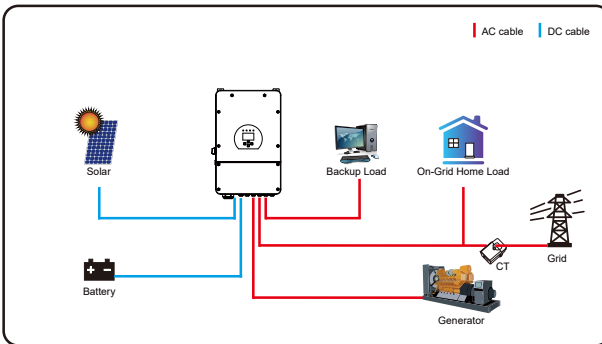 AC cable DC cable
Solar
Backup Load
On-Grid Home Load
CT
Grid
Battery
Generator